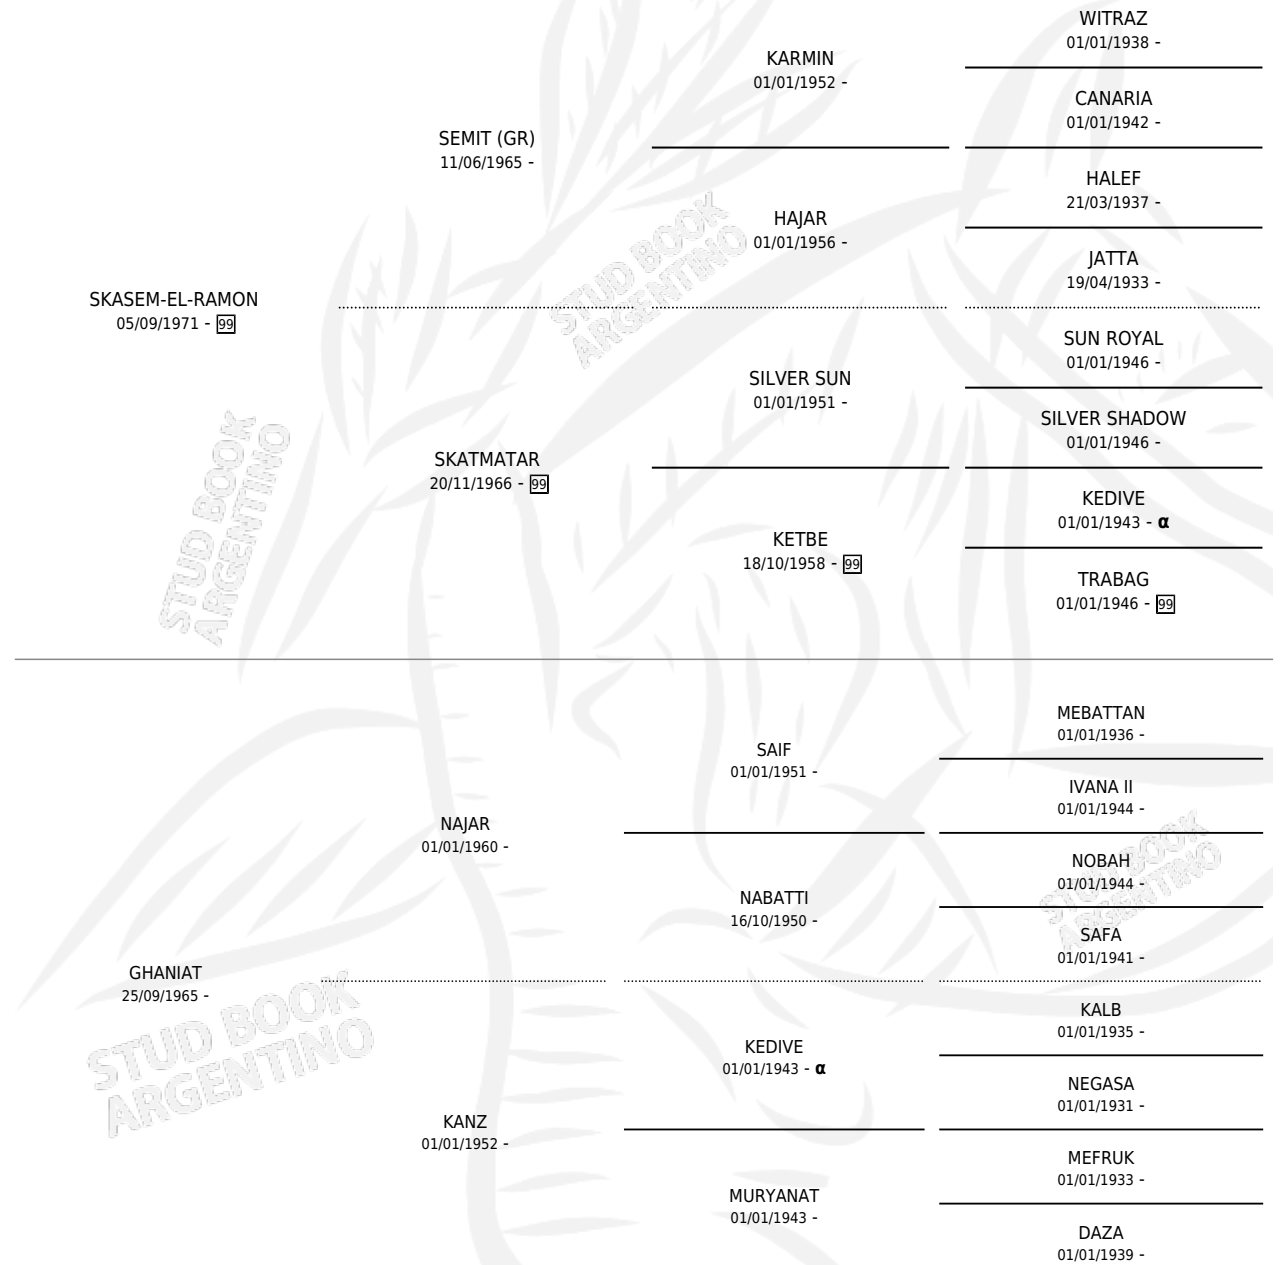 WITRAZ
01/01/1938 -
KARMIN
01/01/1952 -
CANARIA
01/01/1942 -
SEMIT (GR)
11/06/1965 -
HALEF
21/03/1937 -
HAJAR
01/01/1956 -
JATTA
19/04/1933 -
SKASEM-EL-RAMON
05/09/1971 - 99
SUN ROYAL
01/01/1946 -
SILVER SUN
01/01/1951 -
SILVER SHADOW
01/01/1946 -
SKATMATAR
20/11/1966 - 99
KEDIVE
01/01/1943 - α
KETBE
18/10/1958 - 99
TRABAG
01/01/1946 - 99
MEBATTAN
01/01/1936 -
SAIF
01/01/1951 -
IVANA II
01/01/1944 -
NAJAR
01/01/1960 -
NOBAH
01/01/1944 -
NABATTI
16/10/1950 -
SAFA
01/01/1941 -
GHANIAT
25/09/1965 -
KALB
01/01/1935 -
KEDIVE
01/01/1943 - α
NEGASA
01/01/1931 -
KANZ
01/01/1952 -
MEFRUK
01/01/1933 -
MURYANAT
01/01/1943 -
DAZA
01/01/1939 -
STUD BOOK
ARGENTINO
STUD BOOK
ARGENTINO
STUD BOOK
ARGENTINO
STUD BOOK
ARGENTINO